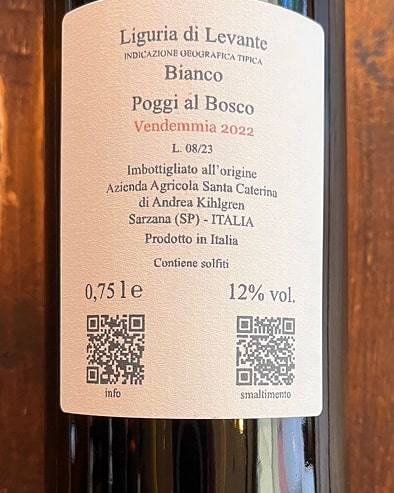 Liguria di Levante
INDICAZIONE GEOGRAFICA TIPICA
Bianco
Poggi al Bosco
Vendemmia 2022
L. 08/23
Imbottigliato all'origine
Azienda Agricola Santa Caterina
di Andrea Kihlgren
Sarzana (SP) - ITALIA
Prodotto in Italia
Contiene solfiti
0,75 l e 12% vol.
info smaltimento